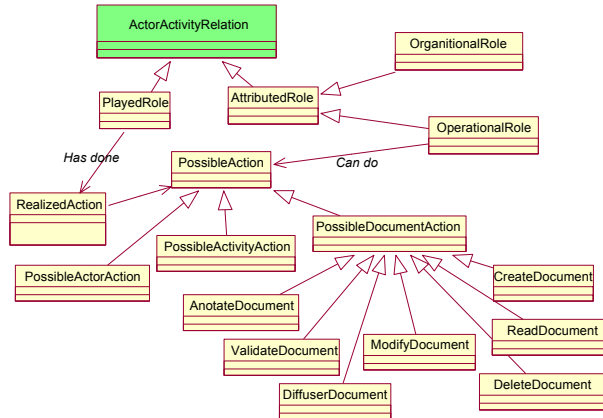 ActorActivityRelation
OrganitionalRole
PlayedRole
AttributedRole
OperationalRole
Has done
PossibleAction
Can do
RealizedAction
PossibleDocumentAction
PossibleActivityAction
PossibleActorAction
CreateDocument
AnotateDocument
ReadDocument
ValidateDocument
ModifyDocument
DeleteDocument
DiffuserDocument